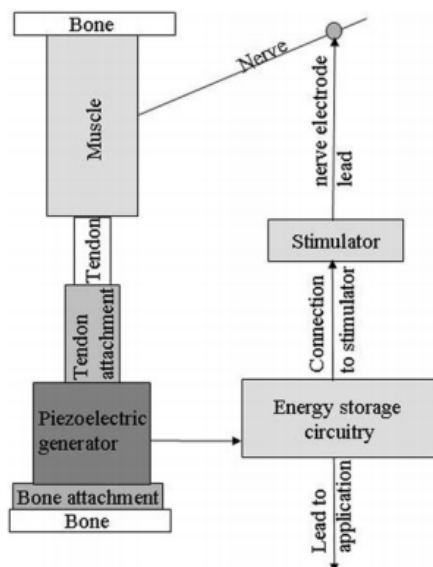 Bone
Muscle
Nerve
nerve electrode
lead
Stimulator
Tendon
Tendon
attachment
Connection
to stimulator
Piezoelectric
generator
Energy storage
circuitry
Bone attachment
Bone
Lead to
application